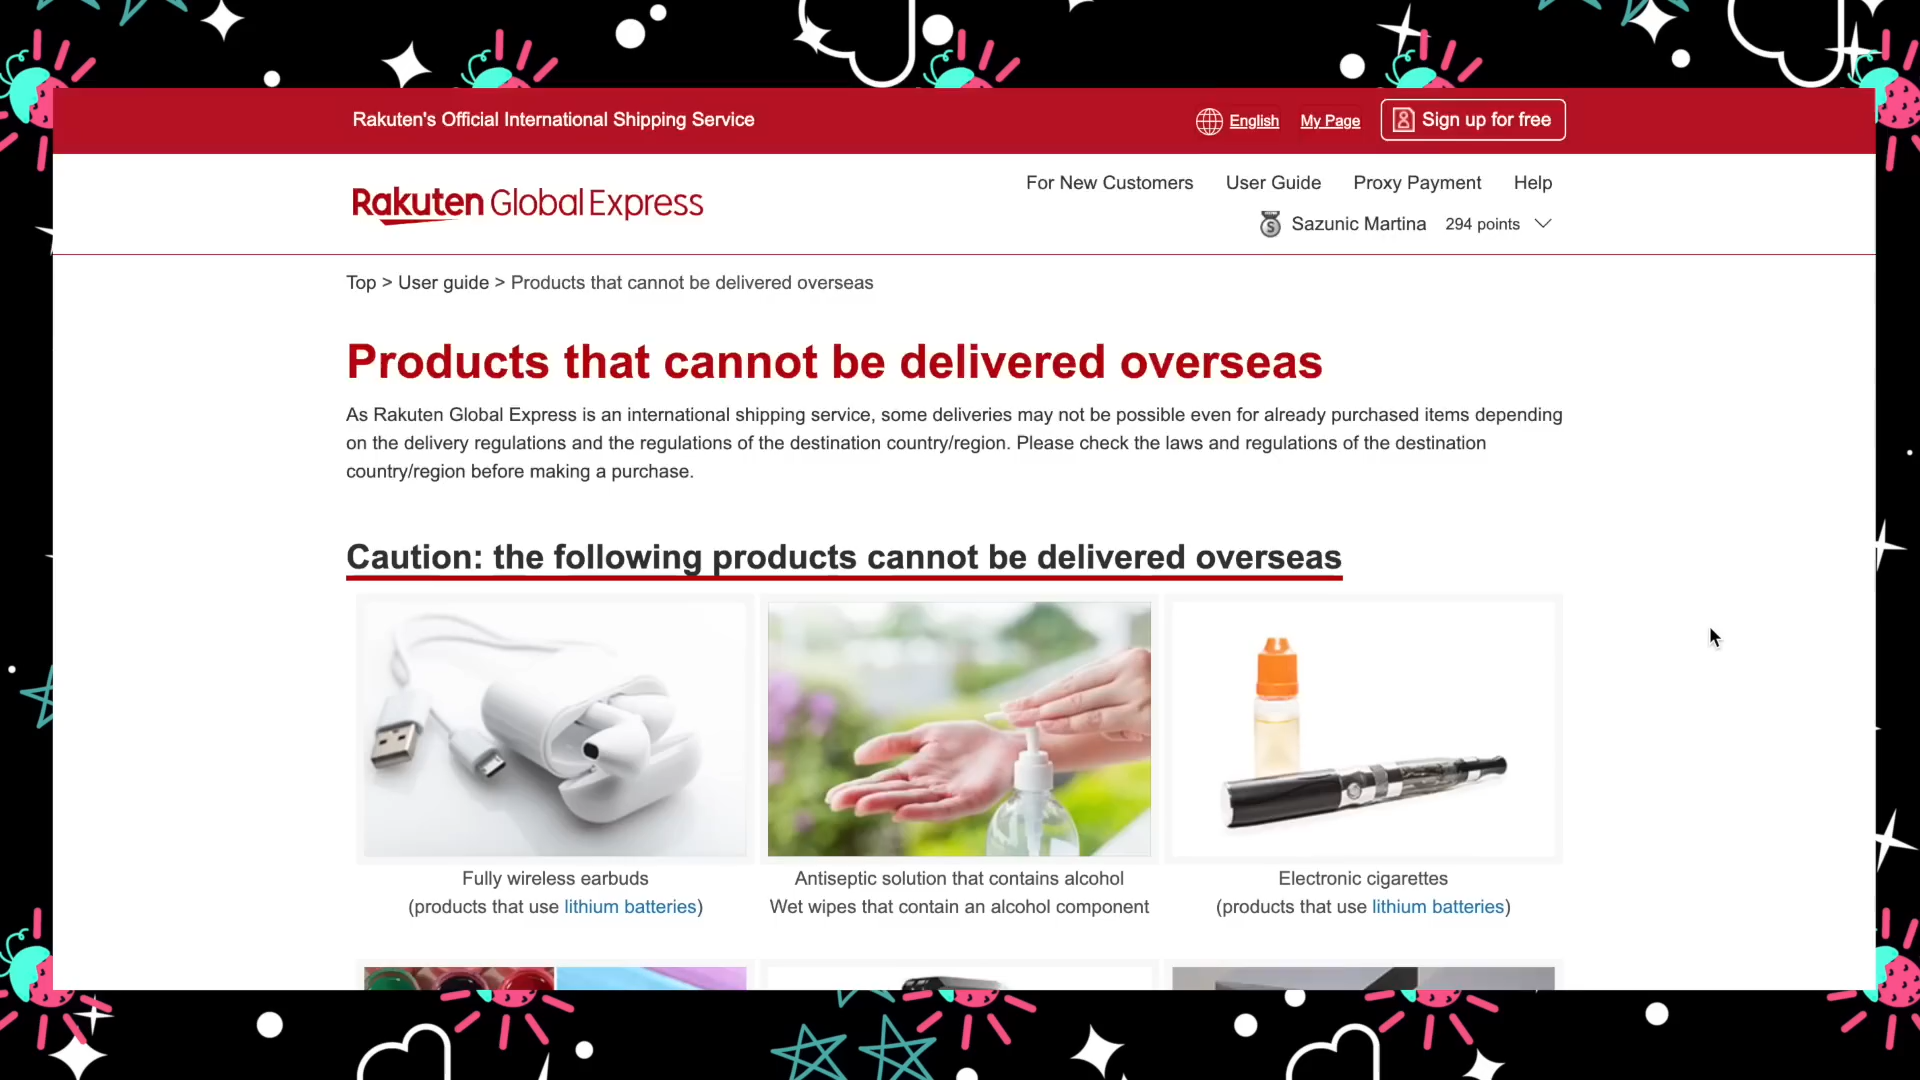 Rakuten's Official International Shipping Service
English
My Page
Sign up for free
Rakuten Global Express
For New Customers
User Guide
Proxy Payment
Help
Sazunic Martina
294 points
Top > User guide > Products that cannot be delivered overseas
Products that cannot be delivered overseas
As Rakuten Global Express is an international shipping service, some deliveries may not be possible even for already purchased items depending
on the delivery regulations and the regulations of the destination country/region. Please check the laws and regulations of the destination
country/region before making a purchase.
Caution: the following products cannot be delivered overseas
Fully wireless earbuds
(products that use lithium batteries)
Antiseptic solution that contains alcohol
Wet wipes that contain an alcohol component
Electronic cigarettes
(products that use lithium batteries)